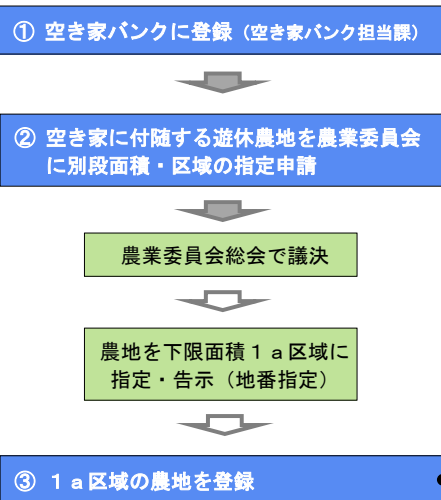 ① 空き家バンクに登録（空き家バンク担当課）
② 空き家に付随する遊休農地を農業委員会
に別段面積・区域の指定申請
農業委員会総会で議決
農地を下限面積１ａ区域に
指定・告示（地番指定）
③ １ａ区域の農地を登録